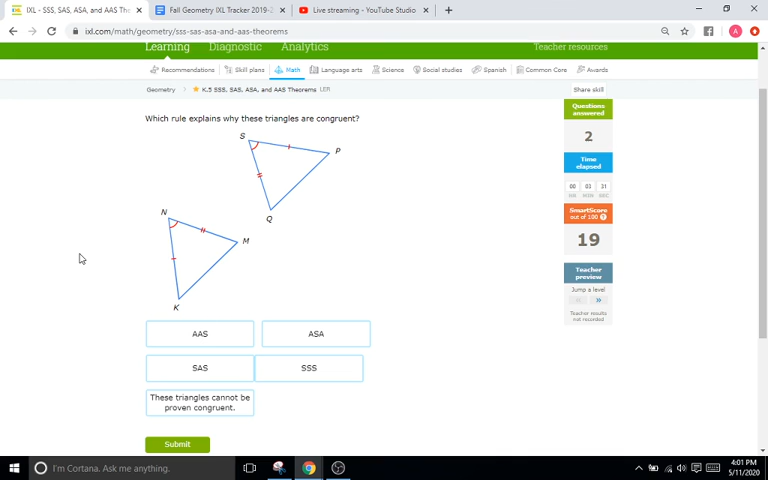 IXL - SSS, SAS, ASA, and AAS The
Fall Geometry IXL Tracker 2019-2
Live streaming - YouTube Studio
ixl.com/math/geometry/sss-sas-asa-and-aas-theorems
A
Learning Diagnostic Analytics Teacher resources
Recommendations Skill plans Math Language arts Science Social studies Spanish Common Core Awards
Geometry K.5 SSS, SAS, ASA, and AAS Theorems Share skill
Which rule explains why these triangles are congruent?
Questions answered
2
Time elapsed
00 03 31
HR MIN SEC
SmartScore
out of 100 ?
19
Teacher preview
Jump a level
Teacher results not recorded
S
P
Q
N
M
K
AAS
ASA
SAS
SSS
These triangles cannot be
proven congruent.
Submit
I'm Cortana. Ask me anything.
4:01 PM
5/11/2020